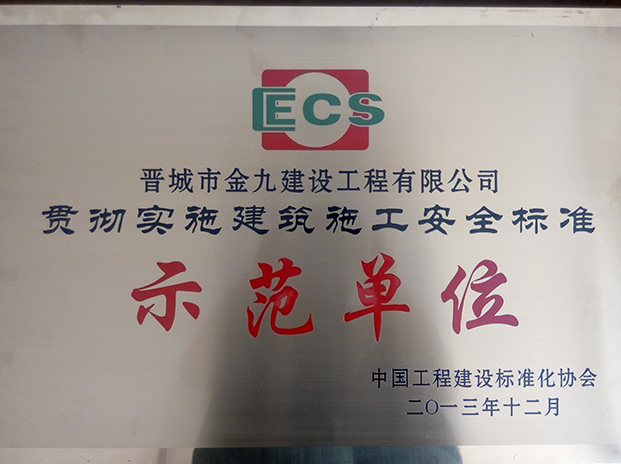 CECS
晋城市金九建设工程有限公司
贯彻实施建筑施工安全标准
示范单位
中国工程建设标准化协会
二〇一三年十二月